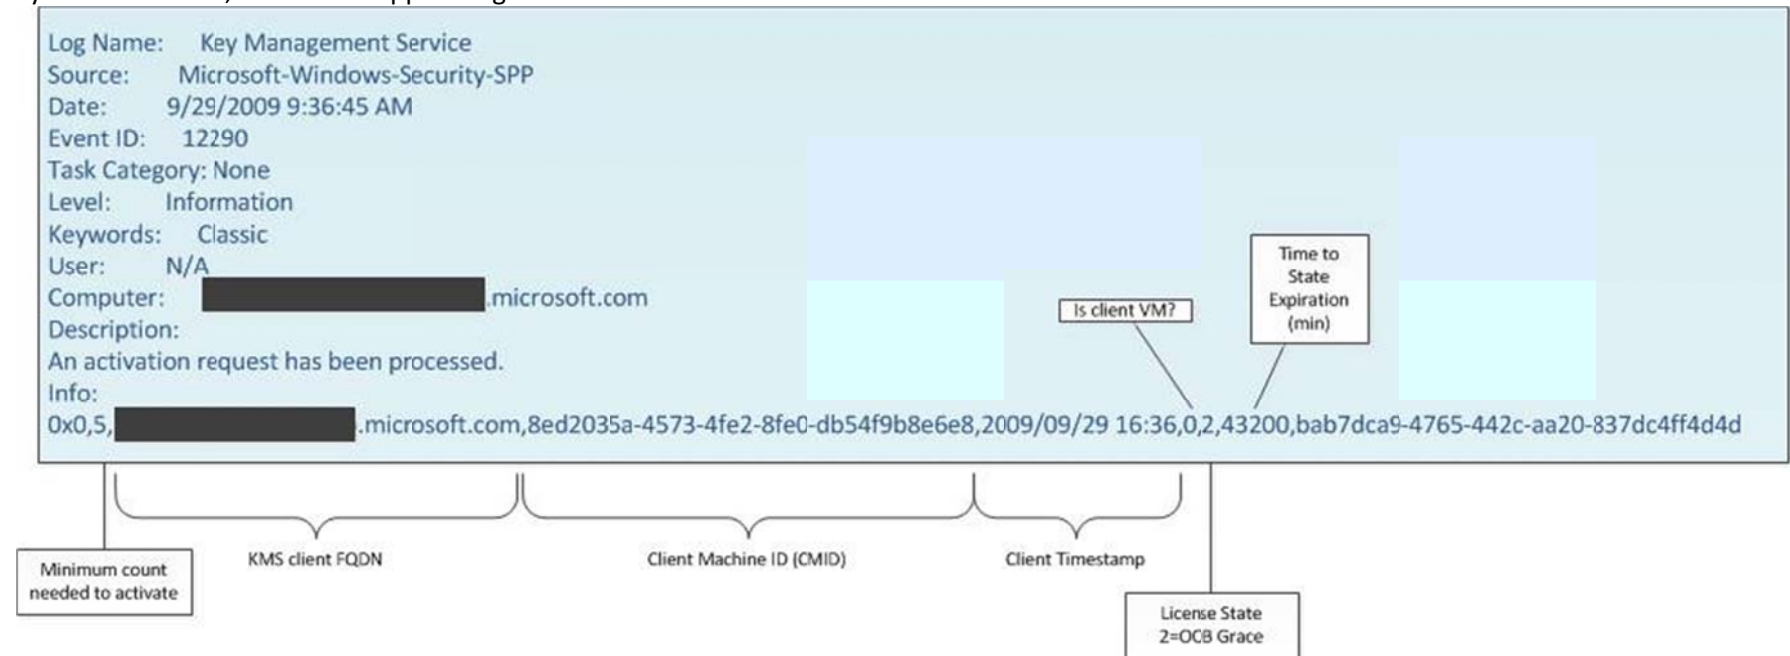 Log Name: Key Management Service
Source: Microsoft-Windows-Security-SPP
Date: 9/29/2009 9:36:45 AM
Event ID: 12290
Task Category: None
Level: Information
Keywords: Classic
User: N/A
Computer: .microsoft.com
Description:
An activation request has been processed.
Info:
0x0,5, .microsoft.com,8ed2035a-4573-4fe2-8fe0-db54f9b8e6e8,2009/09/29 16:36,0,2,43200,bab7dca9-4765-442c-aa20-837dc4ff4d4d
Is client VM?
Time to
State
Expiration
(min)
Minimum count
needed to activate
KMS client FQDN
Client Machine ID (CMID)
Client Timestamp
License State
2=OCB Grace